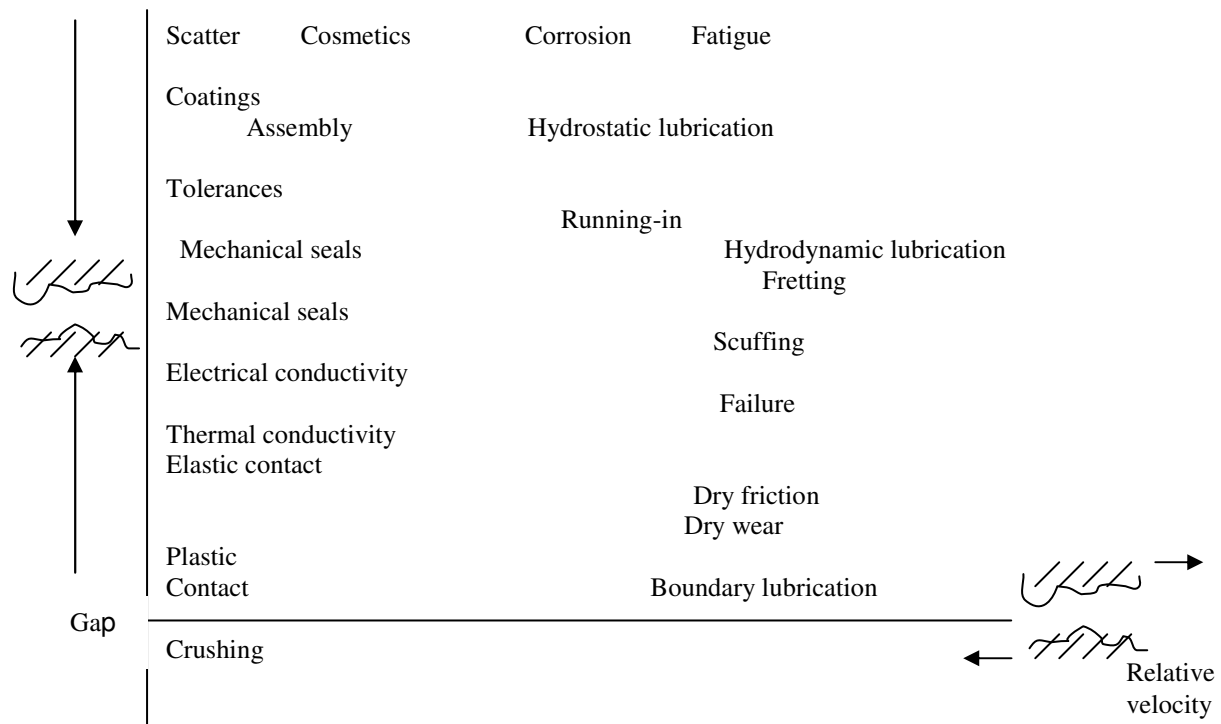 Scatter Cosmetics Corrosion Fatigue
Coatings
Assembly Hydrostatic lubrication
Tolerances
Running-in
Mechanical seals Hydrodynamic lubrication
Fretting
Mechanical seals
Scuffing
Electrical conductivity
Failure
Thermal conductivity
Elastic contact
Dry friction
Dry wear
Plastic
Contact Boundary lubrication
Gap
Crushing
Relative
velocity